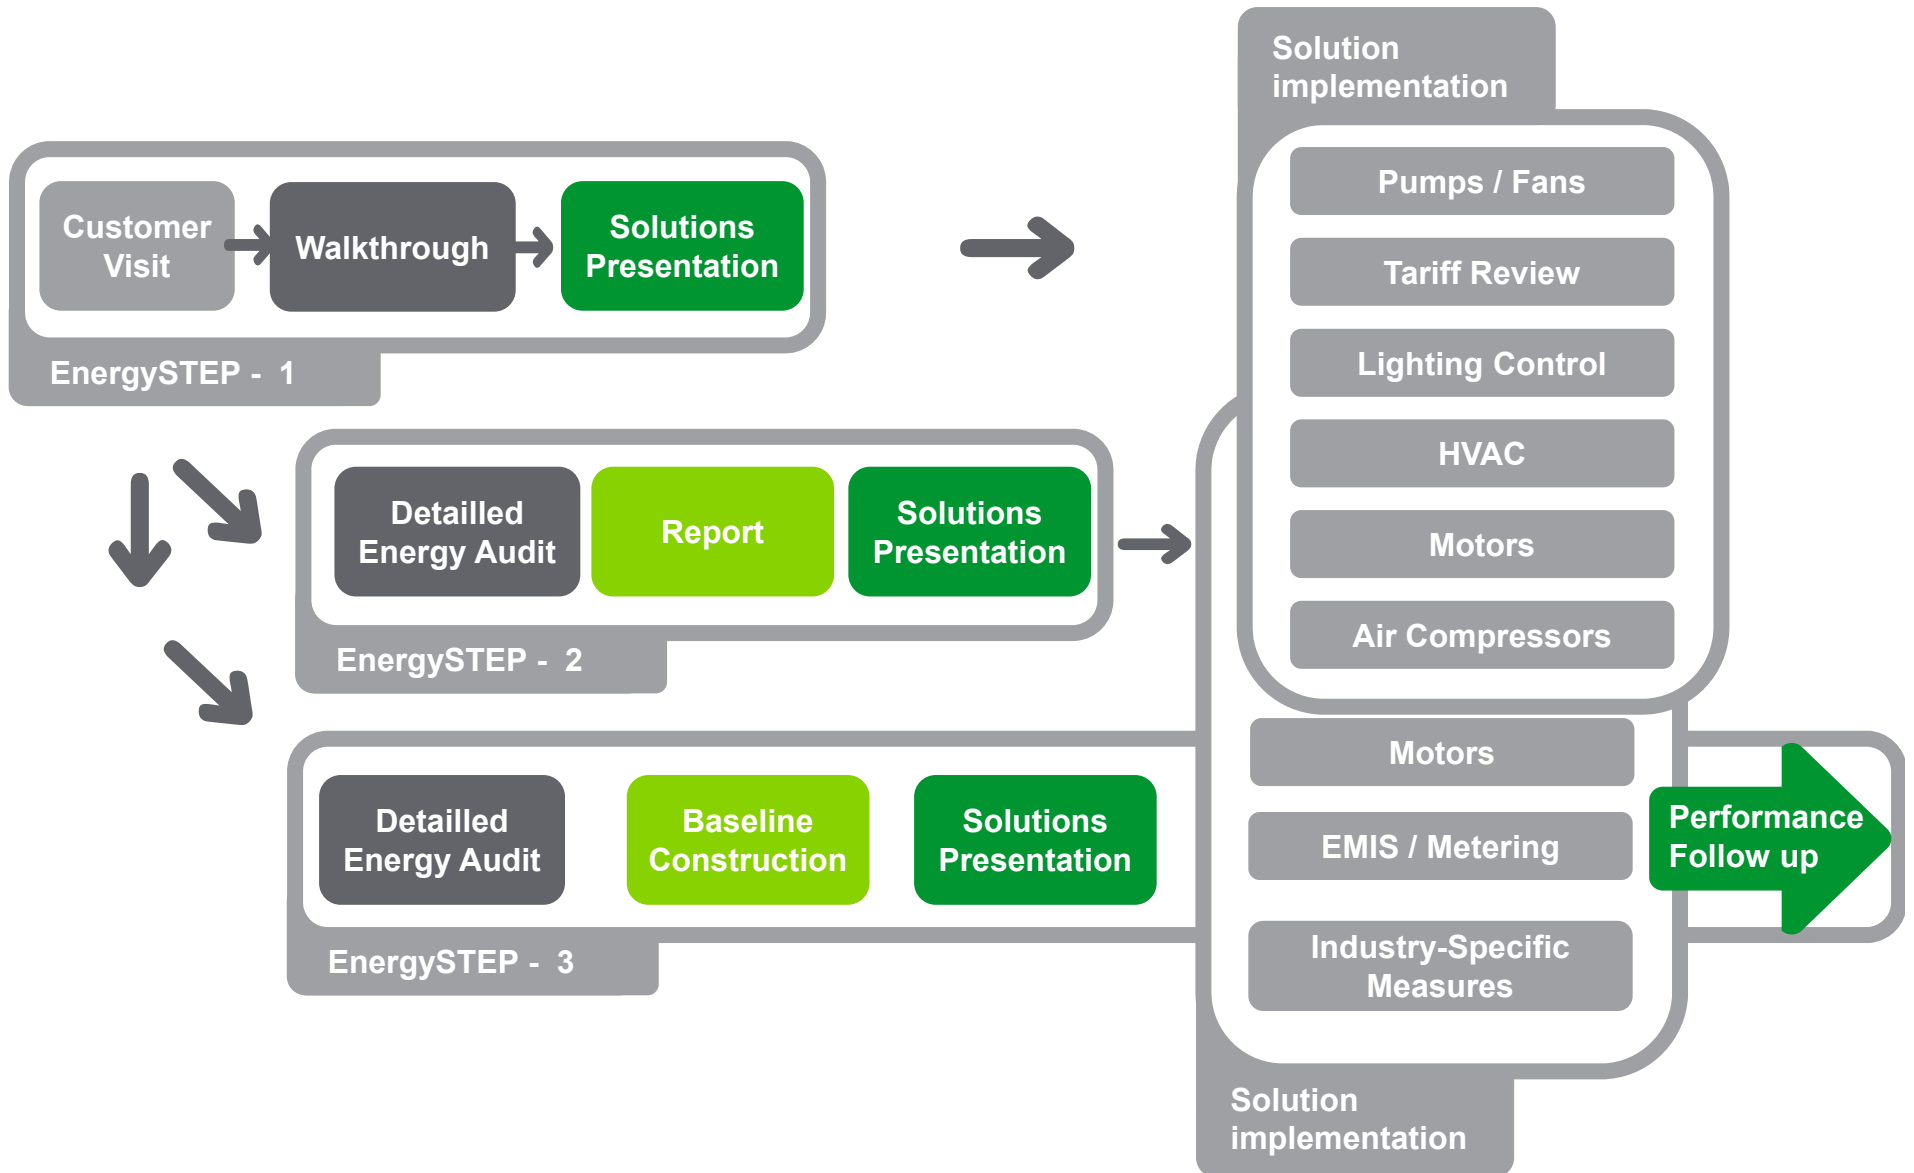 Solution
implementation
Pumps / Fans
Customer
Visit
Walkthrough
Solutions
Presentation
Tariff Review
EnergySTEP - 1
Lighting Control
HVAC
Detailled
Energy Audit
Report
Solutions
Presentation
Motors
Air Compressors
EnergySTEP - 2
Motors
Detailled
Energy Audit
Baseline
Construction
Solutions
Presentation
EMIS / Metering
Performance
Follow up
EnergySTEP - 3
Industry-Specific
Measures
Solution
implementation